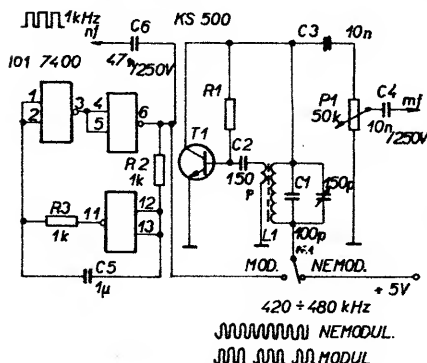 1kHz
nf
C6
47n/250V
KS 500
C3
10n
IO1 7400
1
2
3
4
5
6
R1
P1
50k
C4
10n
/250V
mf
T1
C2
150
p
R2
1k
C1
150p
L1
100p
R3
1k
11
12
13
C5
1µ
MOD.
NEMOD.
+ 5V
420 ÷ 480 kHz
NEMODUL.
MODUL